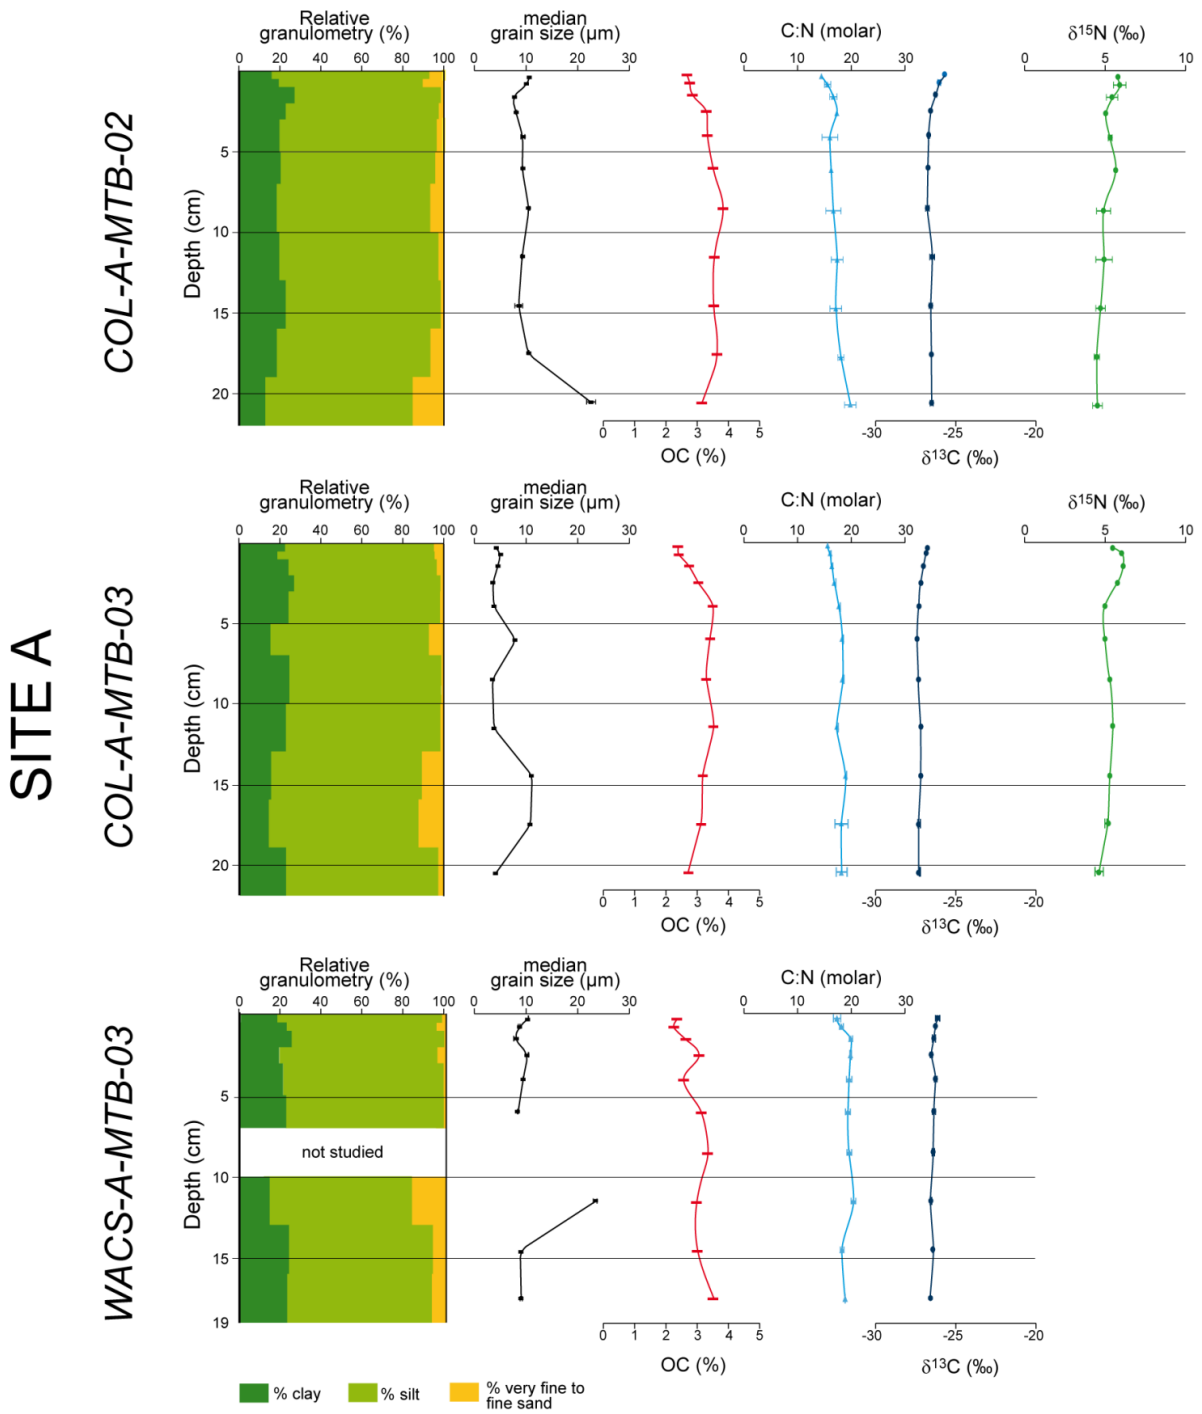 SITE A
COL-A-MTB-02
Relative
granulometry (%)
0 20 40 60 80 100
median
grain size (µm)
0 10 20 30
C:N (molar)
0 10 20 30
δ15N (‰)
0 5 10
Depth (cm)
5
10
15
20
0 1 2 3 4 5
OC (%)
-30 -25 -20
δ13C (‰)
COL-A-MTB-03
Relative
granulometry (%)
0 20 40 60 80 100
median
grain size (µm)
0 10 20 30
C:N (molar)
0 10 20 30
δ15N (‰)
0 5 10
Depth (cm)
5
10
15
20
0 1 2 3 4 5
OC (%)
-30 -25 -20
δ13C (‰)
WACS-A-MTB-03
Relative
granulometry (%)
0 20 40 60 80 100
median
grain size (µm)
0 10 20 30
C:N (molar)
0 10 20 30
Depth (cm)
5
not studied
10
15
19
0 1 2 3 4 5
OC (%)
-30 -25 -20
δ13C (‰)
% clay
% silt
% very fine to
fine sand